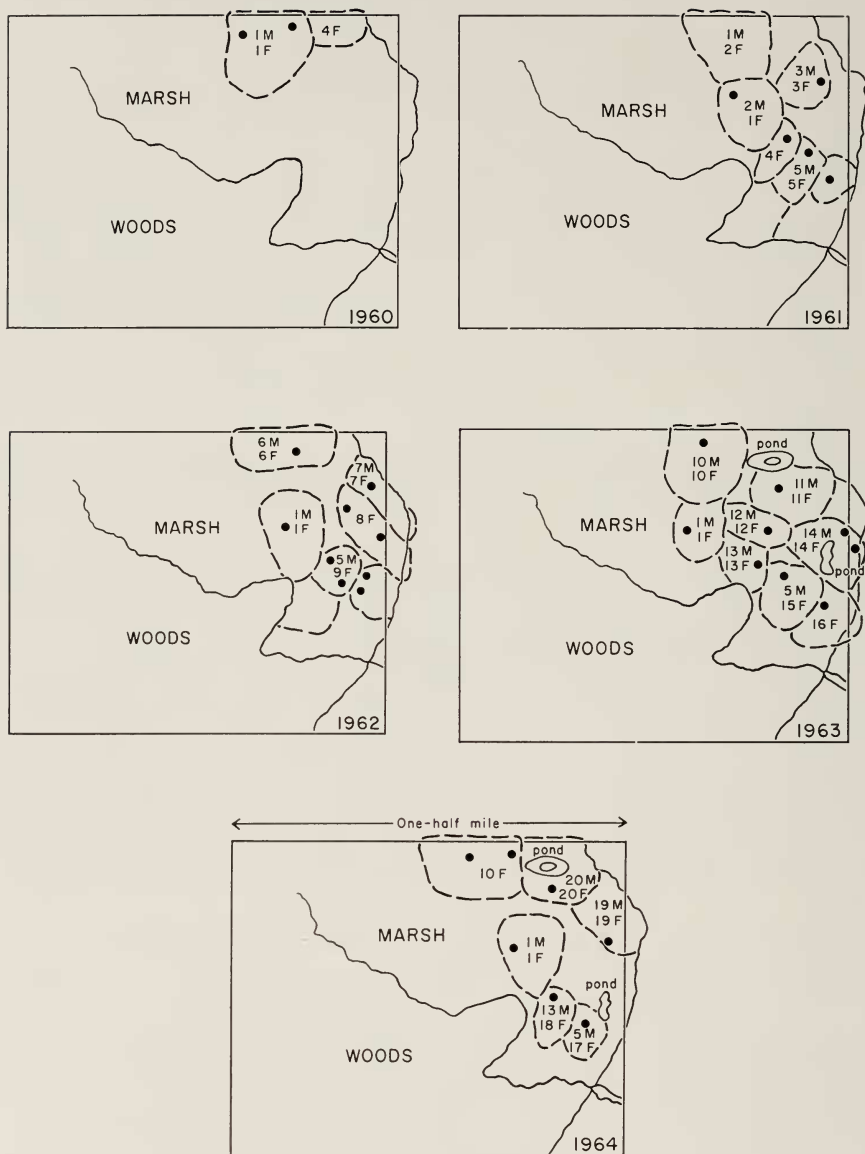 1M
1F
4F
MARSH
WOODS
1960
1M
2F
3M
3F
2M
1F
MARSH
4F
5M
5F
WOODS
1961
6M
6F
7M
7F
MARSH
1M
1F
8F
5M
9F
WOODS
1962
pond
10M
10F
11M
11F
MARSH
1M
1F
12M
12F
14M
14F
13M
13F
pond
5M
15F
16F
WOODS
1963
One-half mile
pond
10F
20M
20F
19M
19F
MARSH
1M
1F
pond
13M
18F
5M
17F
WOODS
1964